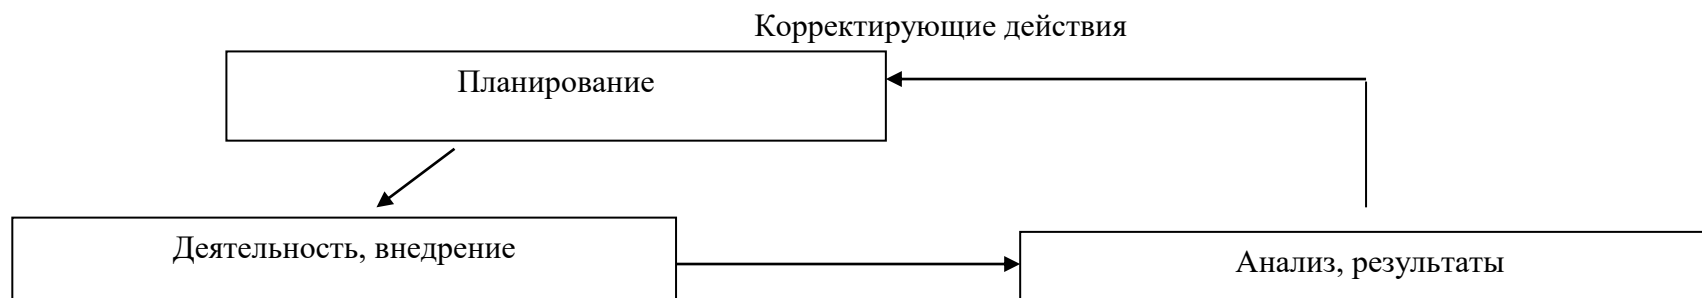 Корректирующие действия
Планирование
Деятельность, внедрение
Анализ, результаты